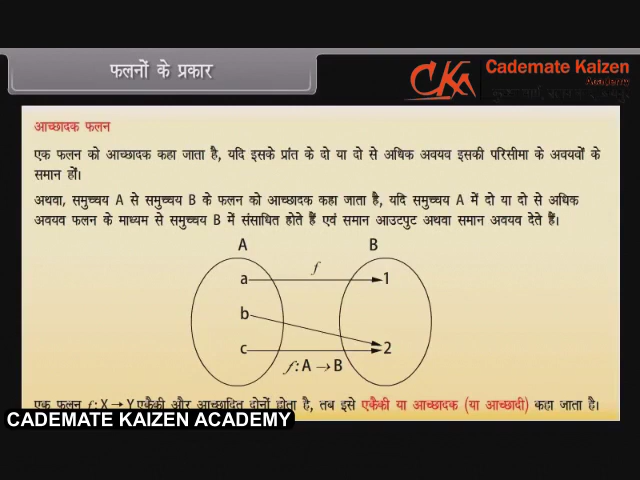 फलनों के प्रकार
CKA
Cademate Kaizen
Academy
आच्छादक फलन
एक फलन को आच्छादक कहा जाता है, यदि इसके प्रांत के दो या दो से अधिक अवयव इसकी परिसीमा के अवयवों के
समान हों।
अथवा, समुच्चय A से समुच्चय B के फलन को आच्छादक कहा जाता है, यदि समुच्चय A में दो या दो से अधिक
अवयव फलन के माध्यम से समुच्चय B में संसाधित होते हैं एवं समान आउटपुट अथवा समान अवयव देते हैं।
A B
f
a 1
b
c 2
f: A → B
एक फलन f: X → Y एकैकी और आच्छादित दोनों होता है, तब इसे एकैकी या आच्छादक (या आच्छादी) कहा जाता है।
CADEMATE KAIZEN ACADEMY